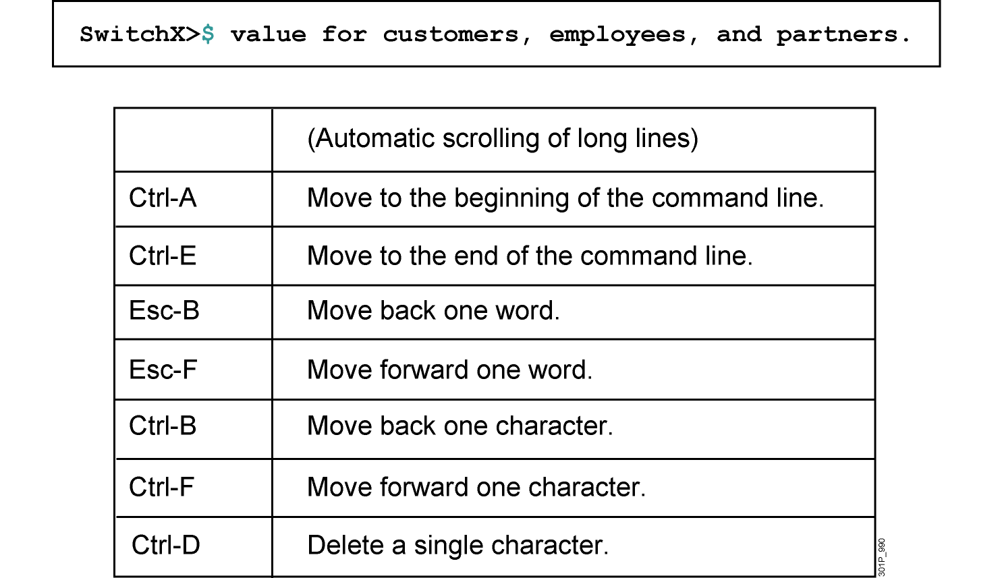 SwitchX>$ value for customers, employees, and partners.
(Automatic scrolling of long lines)
Ctrl-A Move to the beginning of the command line.
Ctrl-E Move to the end of the command line.
Esc-B Move back one word.
Esc-F Move forward one word.
Ctrl-B Move back one character.
Ctrl-F Move forward one character.
Ctrl-D Delete a single character.
301P_990